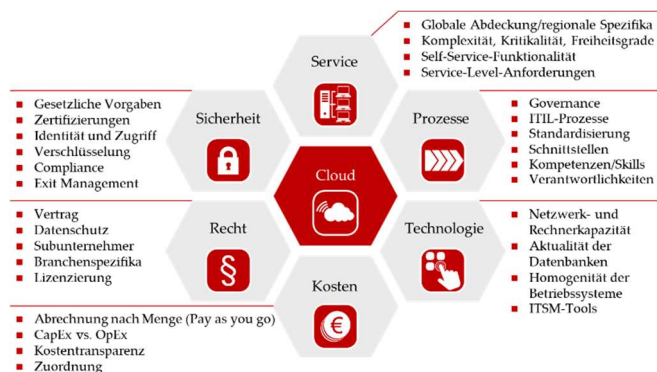 Service
Globale Abdeckung/regionale Spezifika
Komplexität, Kritikalität, Freiheitsgrade
Self-Service-Funktionalität
Service-Level-Anforderungen
Gesetzliche Vorgaben
Zertifizierungen
Identität und Zugriff
Verschlüsselung
Compliance
Exit Management
Sicherheit
Prozesse
Governance
ITIL-Prozesse
Standardisierung
Schnittstellen
Kompetenzen/Skills
Verantwortlichkeiten
Cloud
Vertrag
Datenschutz
Subunternehmer
Branchenspezifika
Lizenzierung
Recht
§
Technologie
Netzwerk- und
Rechnerkapazität
Aktualität der
Datenbanken
Homogenität der
Betriebssysteme
ITSM-Tools
Kosten
€
Abrechnung nach Menge (Pay as you go)
CapEx vs. OpEx
Kostentransparenz
Zuordnung